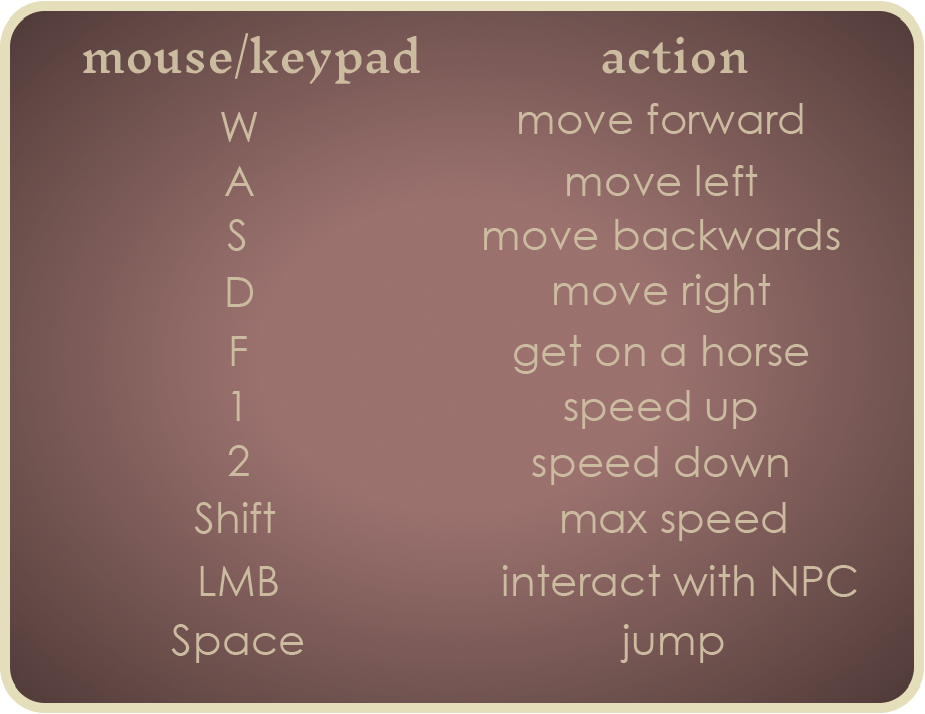 mouse/keypad action
W move forward
A move left
S move backwards
D move right
F get on a horse
1 speed up
2 speed down
Shift max speed
LMB interact with NPC
Space jump